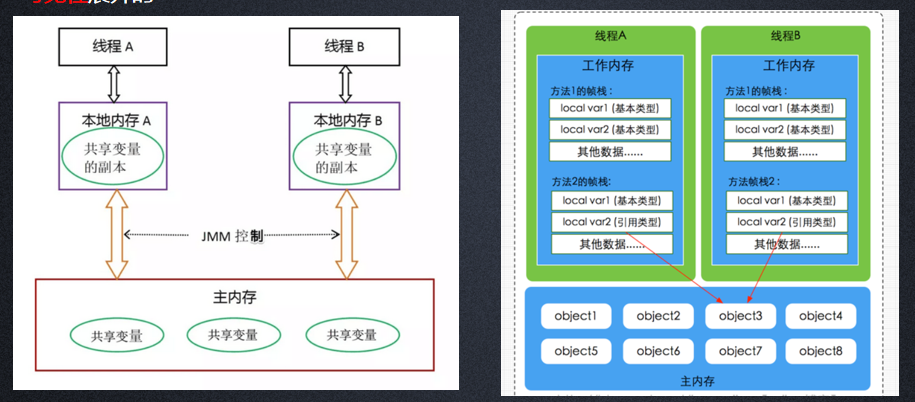 线程 A
线程 B
本地内存 A
本地内存 B
共享变量
的副本
共享变量
的副本
JMM 控制
主内存
共享变量
共享变量
共享变量
线程A
线程B
工作内存
工作内存
方法1的帧栈：
方法1的帧栈：
local var1 (基本类型)
local var1 (基本类型)
local var2 (基本类型)
local var2 (基本类型)
其他数据......
其他数据......
方法2的帧栈:
方法帧栈2：
local var1 (基本类型)
local var1 (基本类型)
local var2 (引用类型)
local var2 (引用类型)
其他数据......
其他数据......
object1
object2
object3
object4
object5
object6
object7
object8
主内存